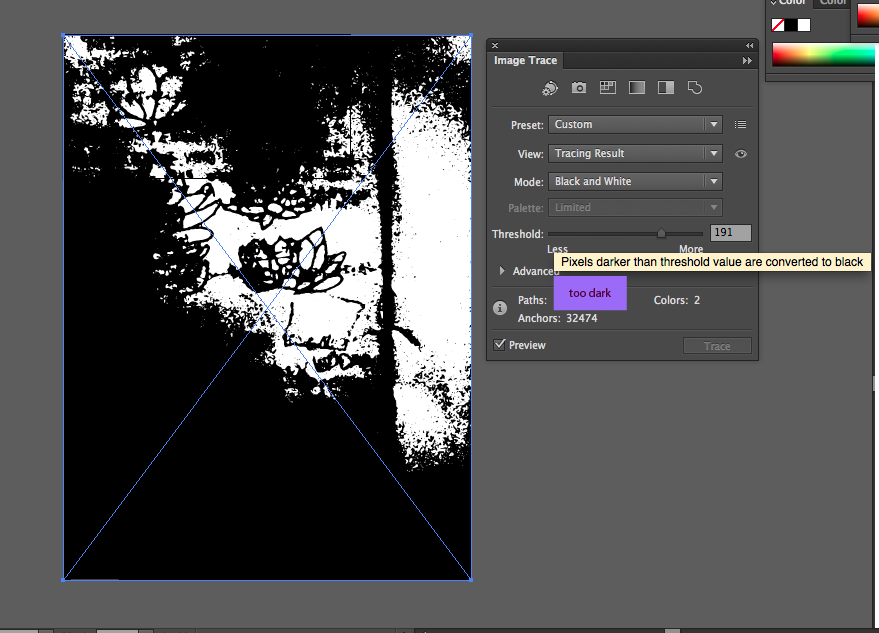 Color
Color
Image Trace
Preset: Custom
View: Tracing Result
Mode: Black and White
Palette: Limited
Threshold: 191
Less More
Pixels darker than threshold value are converted to black
Advanced
too dark
Paths: Colors: 2
Anchors: 32474
Preview Trace